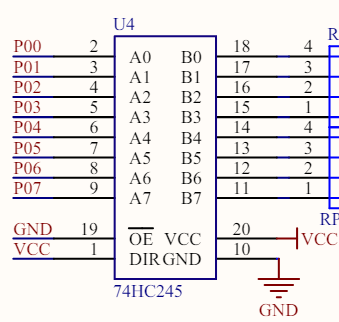 U4
R
P00 2 A0 B0 18 4
P01 3 A1 B1 17 3
P02 4 A2 B2 16 2
P03 5 A3 B3 15 1
P04 6 A4 B4 14 4
P05 7 A5 B5 13 3
P06 8 A6 B6 12 2
P07 9 A7 B7 11 1
RP
GND 19 OE VCC 20 VCC
VCC 1 DIR GND 10
74HC245
GND